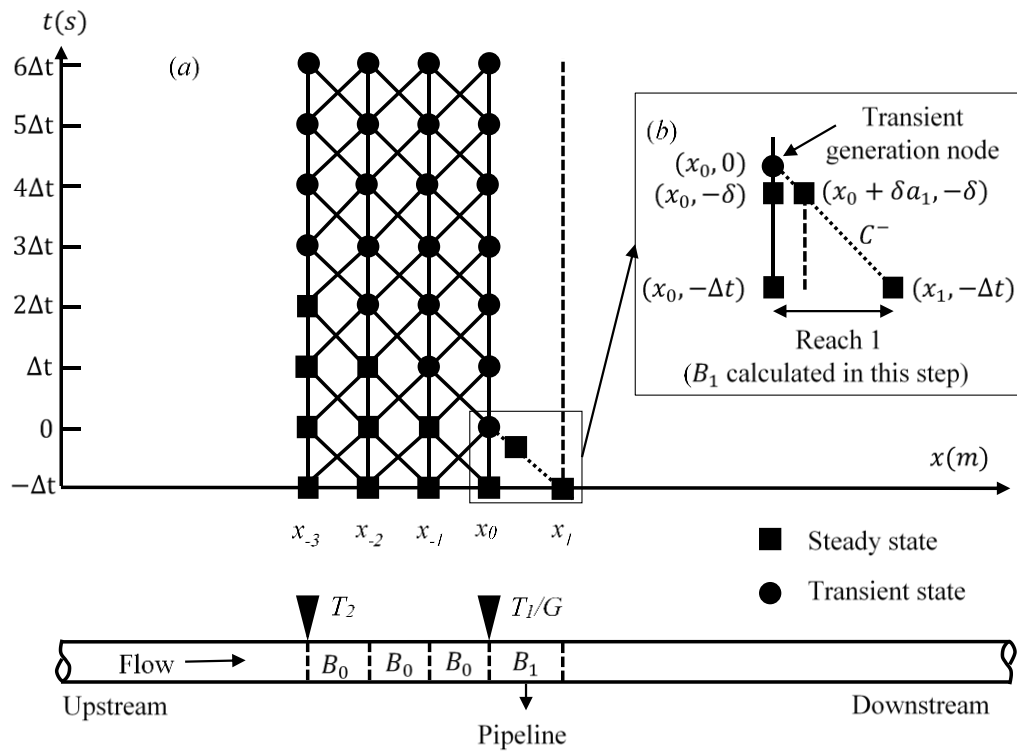 t(s)
(a)
6Δt
5Δt
4Δt
3Δt
2Δt
Δt
0
−Δt
x(m)
x₋₃ x₋₂ x₋₁ x₀ x₁
(b)
Transient
generation node
(x₀, 0)
(x₀, −δ) (x₀ + δa₁, −δ)
C⁻
(x₀, −Δt) (x₁, −Δt)
Reach 1
(B₁ calculated in this step)
Steady state
Transient state
T₂ T₁/G
Flow B₀ B₀ B₀ B₁
Upstream Downstream
Pipeline